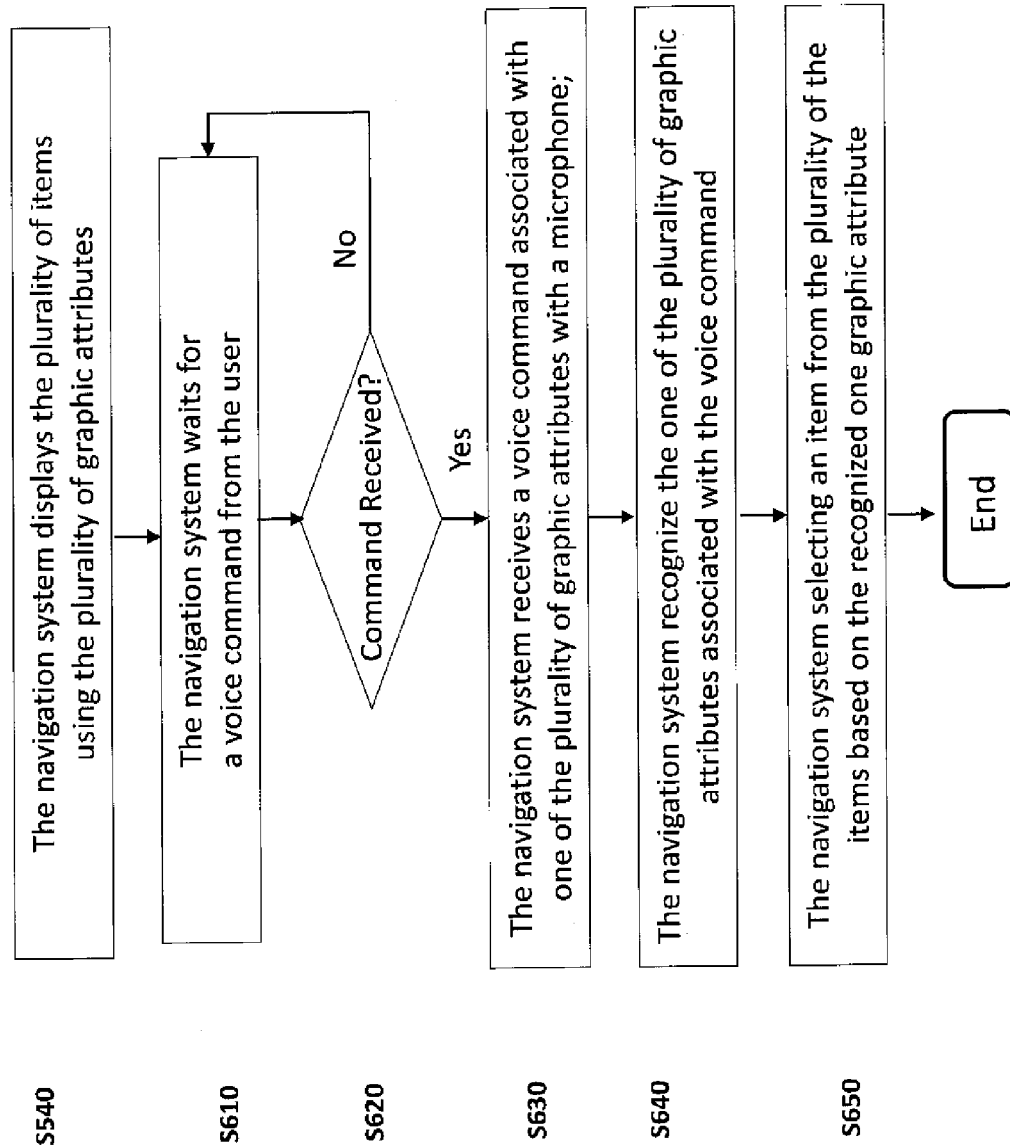 S540
The navigation system displays the plurality of items
using the plurality of graphic attributes
S610
The navigation system waits for
a voice command from the user
S620
Command Received?
No
Yes
S630
The navigation system receives a voice command associated with
one of the plurality of graphic attributes with a microphone;
S640
The navigation system recognize the one of the plurality of graphic
attributes associated with the voice command
S650
The navigation system selecting an item from the plurality of the
items based on the recognized one graphic attribute
End